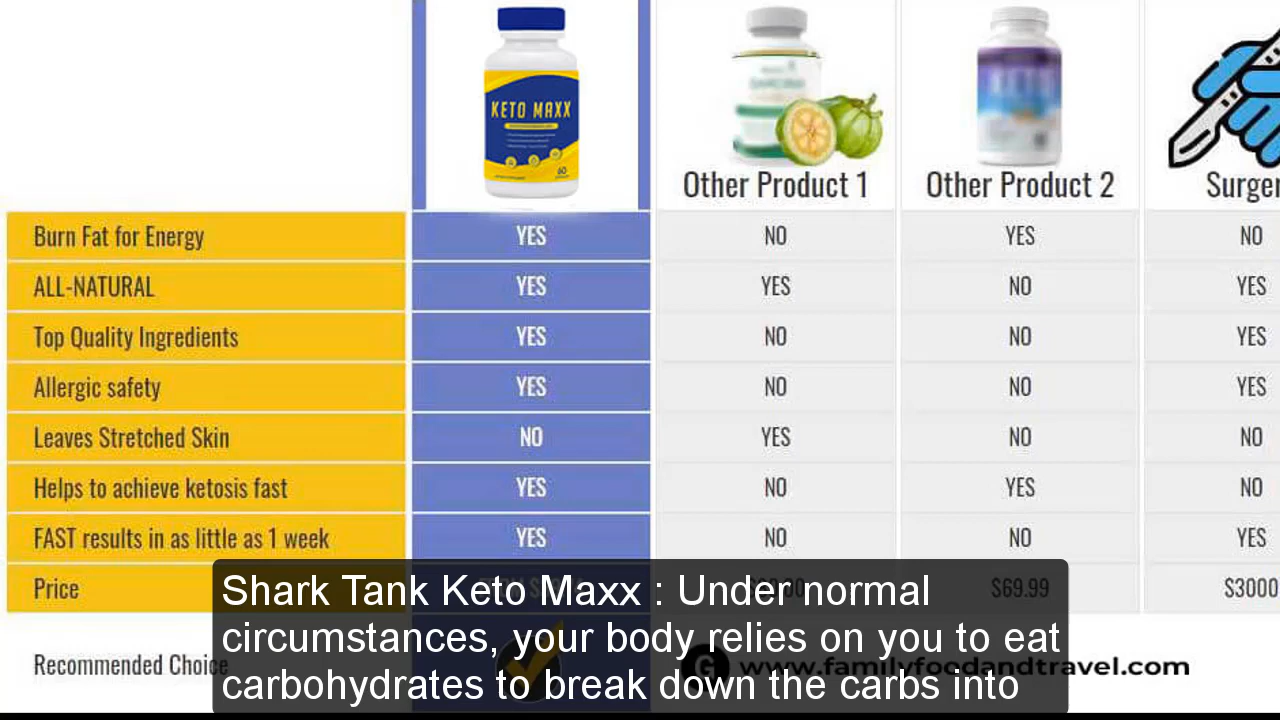 KETO MAXX
60
Other Product 1
Other Product 2
Surge
Burn Fat for Energy YES NO YES NO
ALL-NATURAL YES YES NO YES
Top Quality Ingredients YES NO NO YES
Allergic safety YES NO NO YES
Leaves Stretched Skin NO YES NO NO
Helps to achieve ketosis fast YES NO YES NO
FAST results in as little as 1 week YES NO NO YES
Price $69.99 $3000
Shark Tank Keto Maxx : Under normal
circumstances, your body relies on you to eat
carbohydrates to break down the carbs into
Recommended Choice
G www.familyfoodandtravel.com